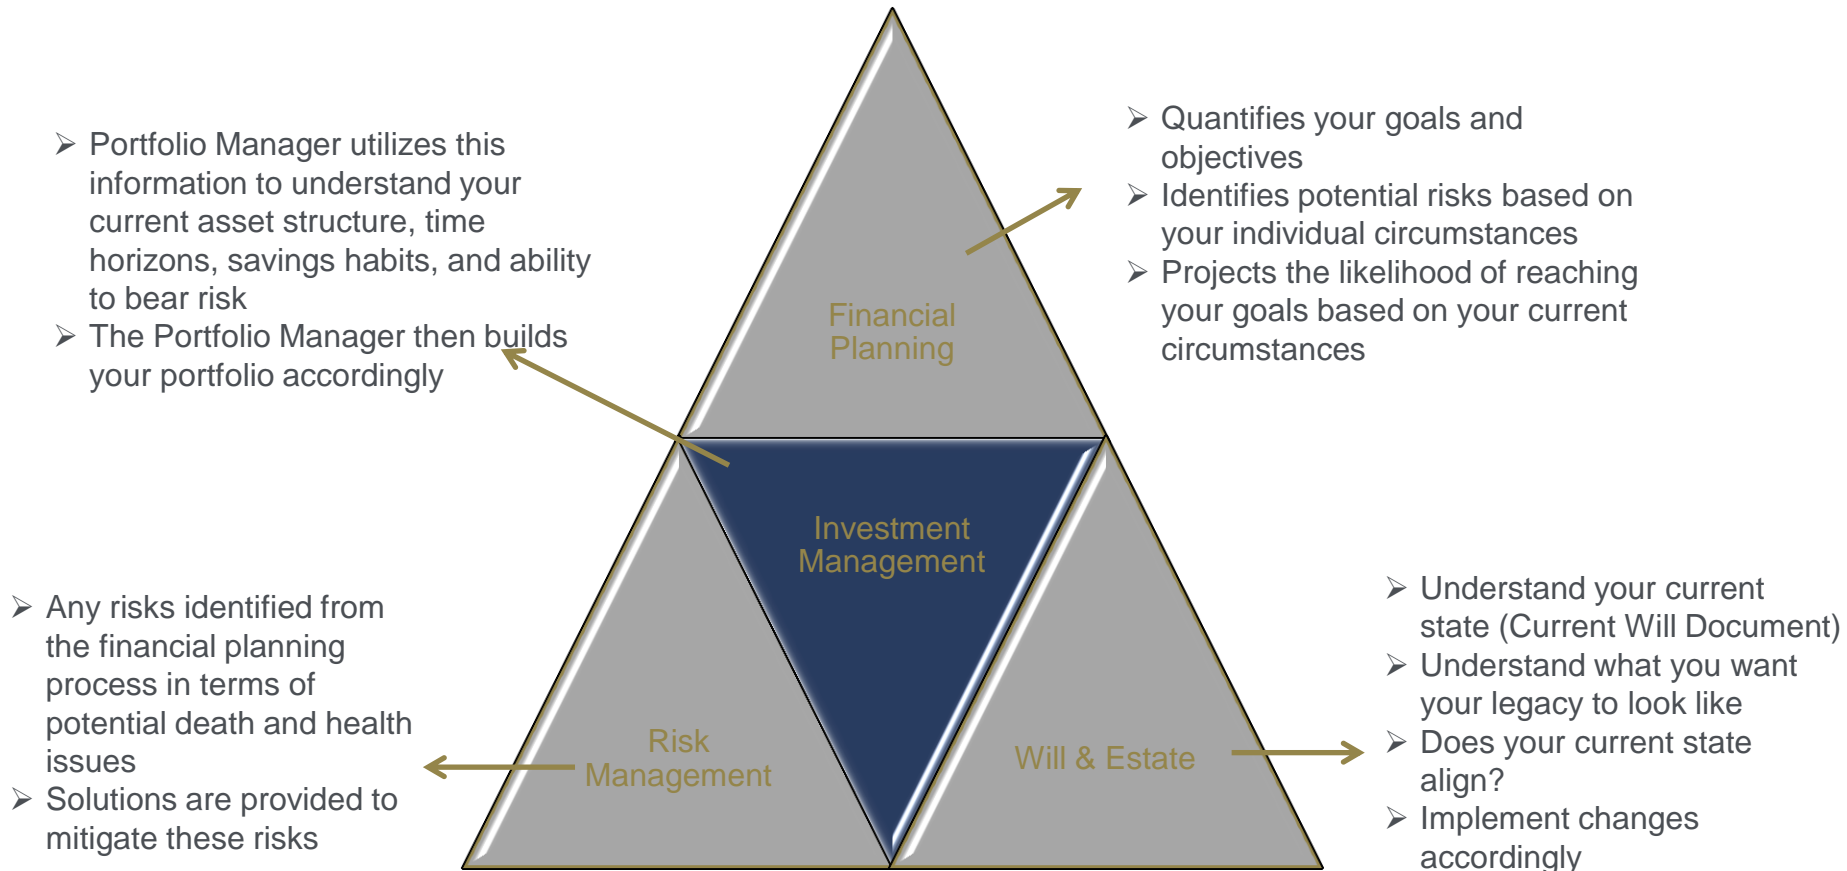 ➢ Portfolio Manager utilizes this
information to understand your
current asset structure, time
horizons, savings habits, and ability
to bear risk
➢ The Portfolio Manager then builds
your portfolio accordingly
➢ Quantifies your goals and
objectives
➢ Identifies potential risks based on
your individual circumstances
➢ Projects the likelihood of reaching
your goals based on your current
circumstances
Financial
Planning
Investment
Management
➢ Any risks identified from
the financial planning
process in terms of
potential death and health
issues
➢ Solutions are provided to
mitigate these risks
Risk
Management
Will & Estate
➢ Understand your current
state (Current Will Document)
➢ Understand what you want
your legacy to look like
➢ Does your current state
align?
➢ Implement changes
accordingly